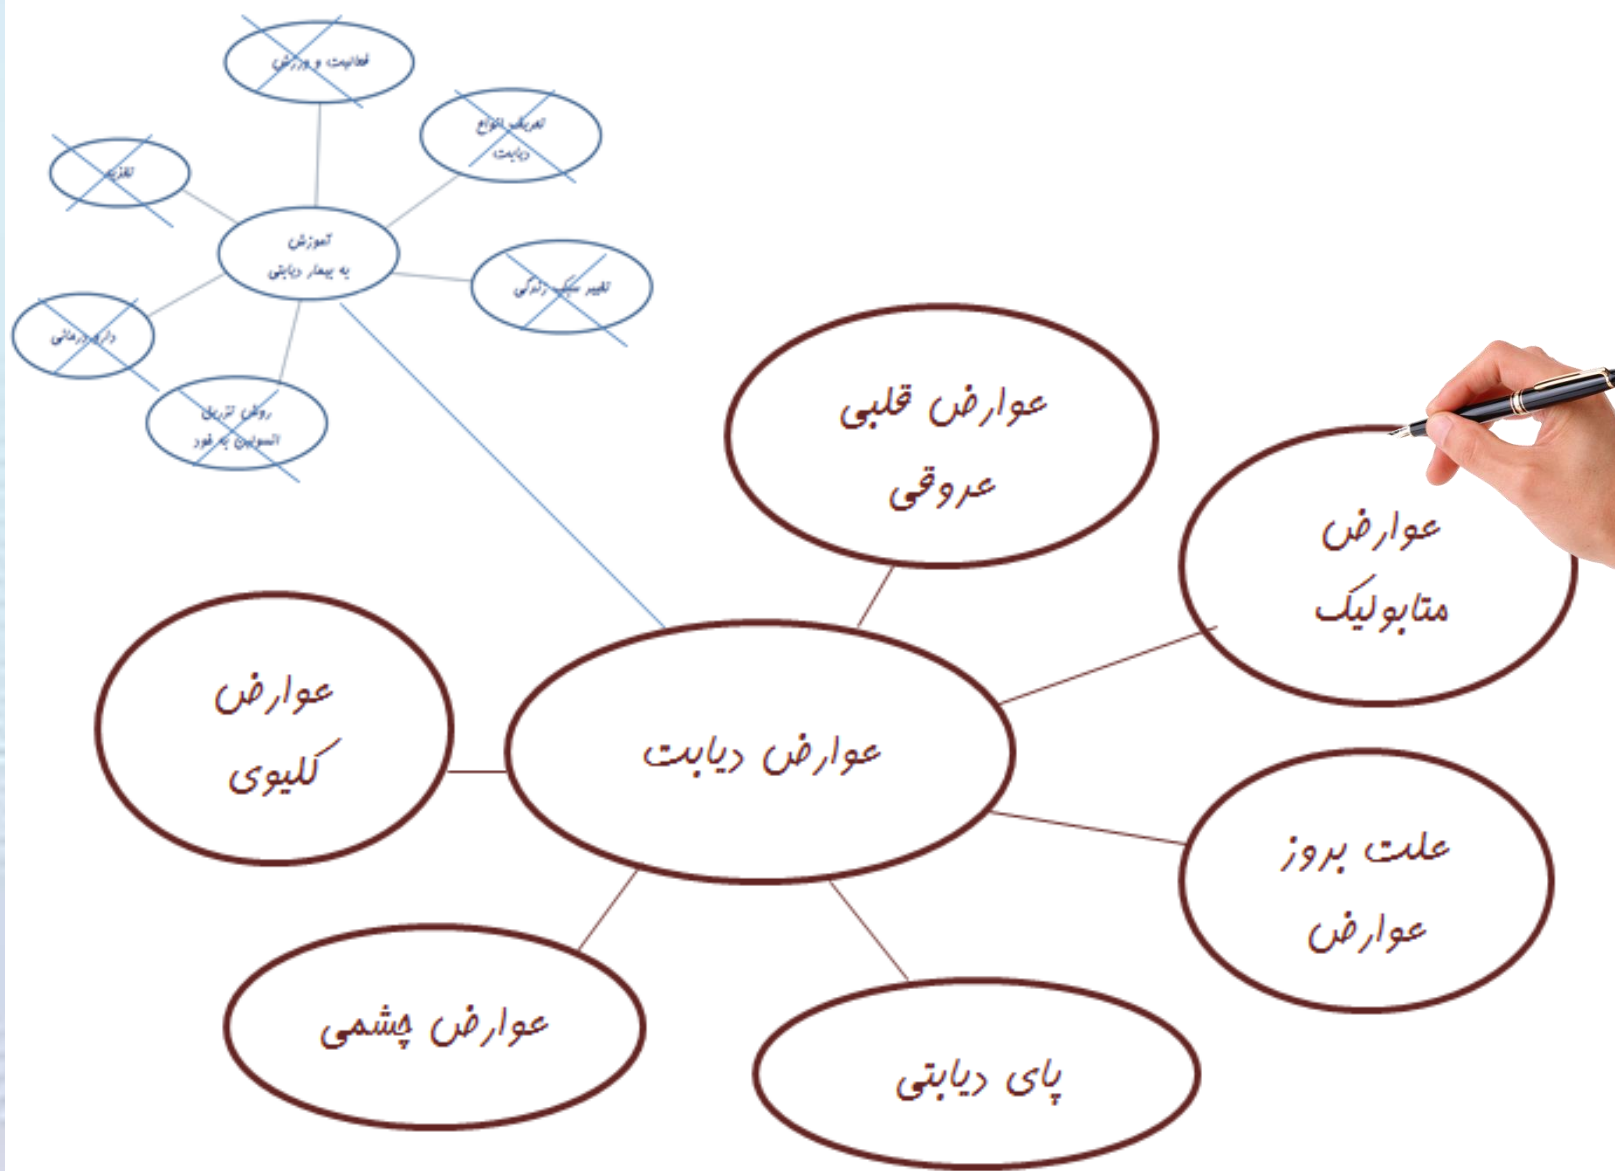 فعالیت و ورزش
تعریف انواع
دیابت
تغذیه
آموزش
به بیمار دیابتی
تغییر سبک زندگی
دارو درمانی
روش تزریق
انسولین به خود
عوارض قلبی
عروقی
عوارض
متابولیک
عوارض
کلیوی
عوارض دیابت
علت بروز
عوارض
عوارض چشمی
پای دیابتی